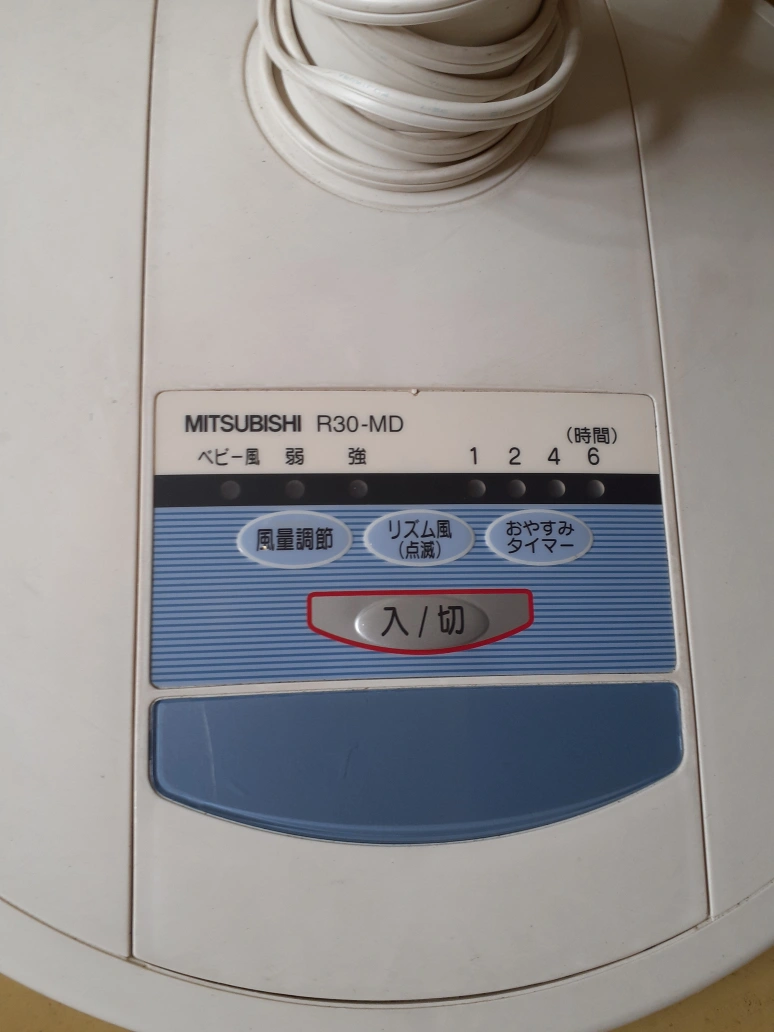 MITSUBISHI R30-MD
(時間)
ベビー風 弱 強 1 2 4 6
風量調節 リズム風 おやすみ
(点滅) タイマー
入/切